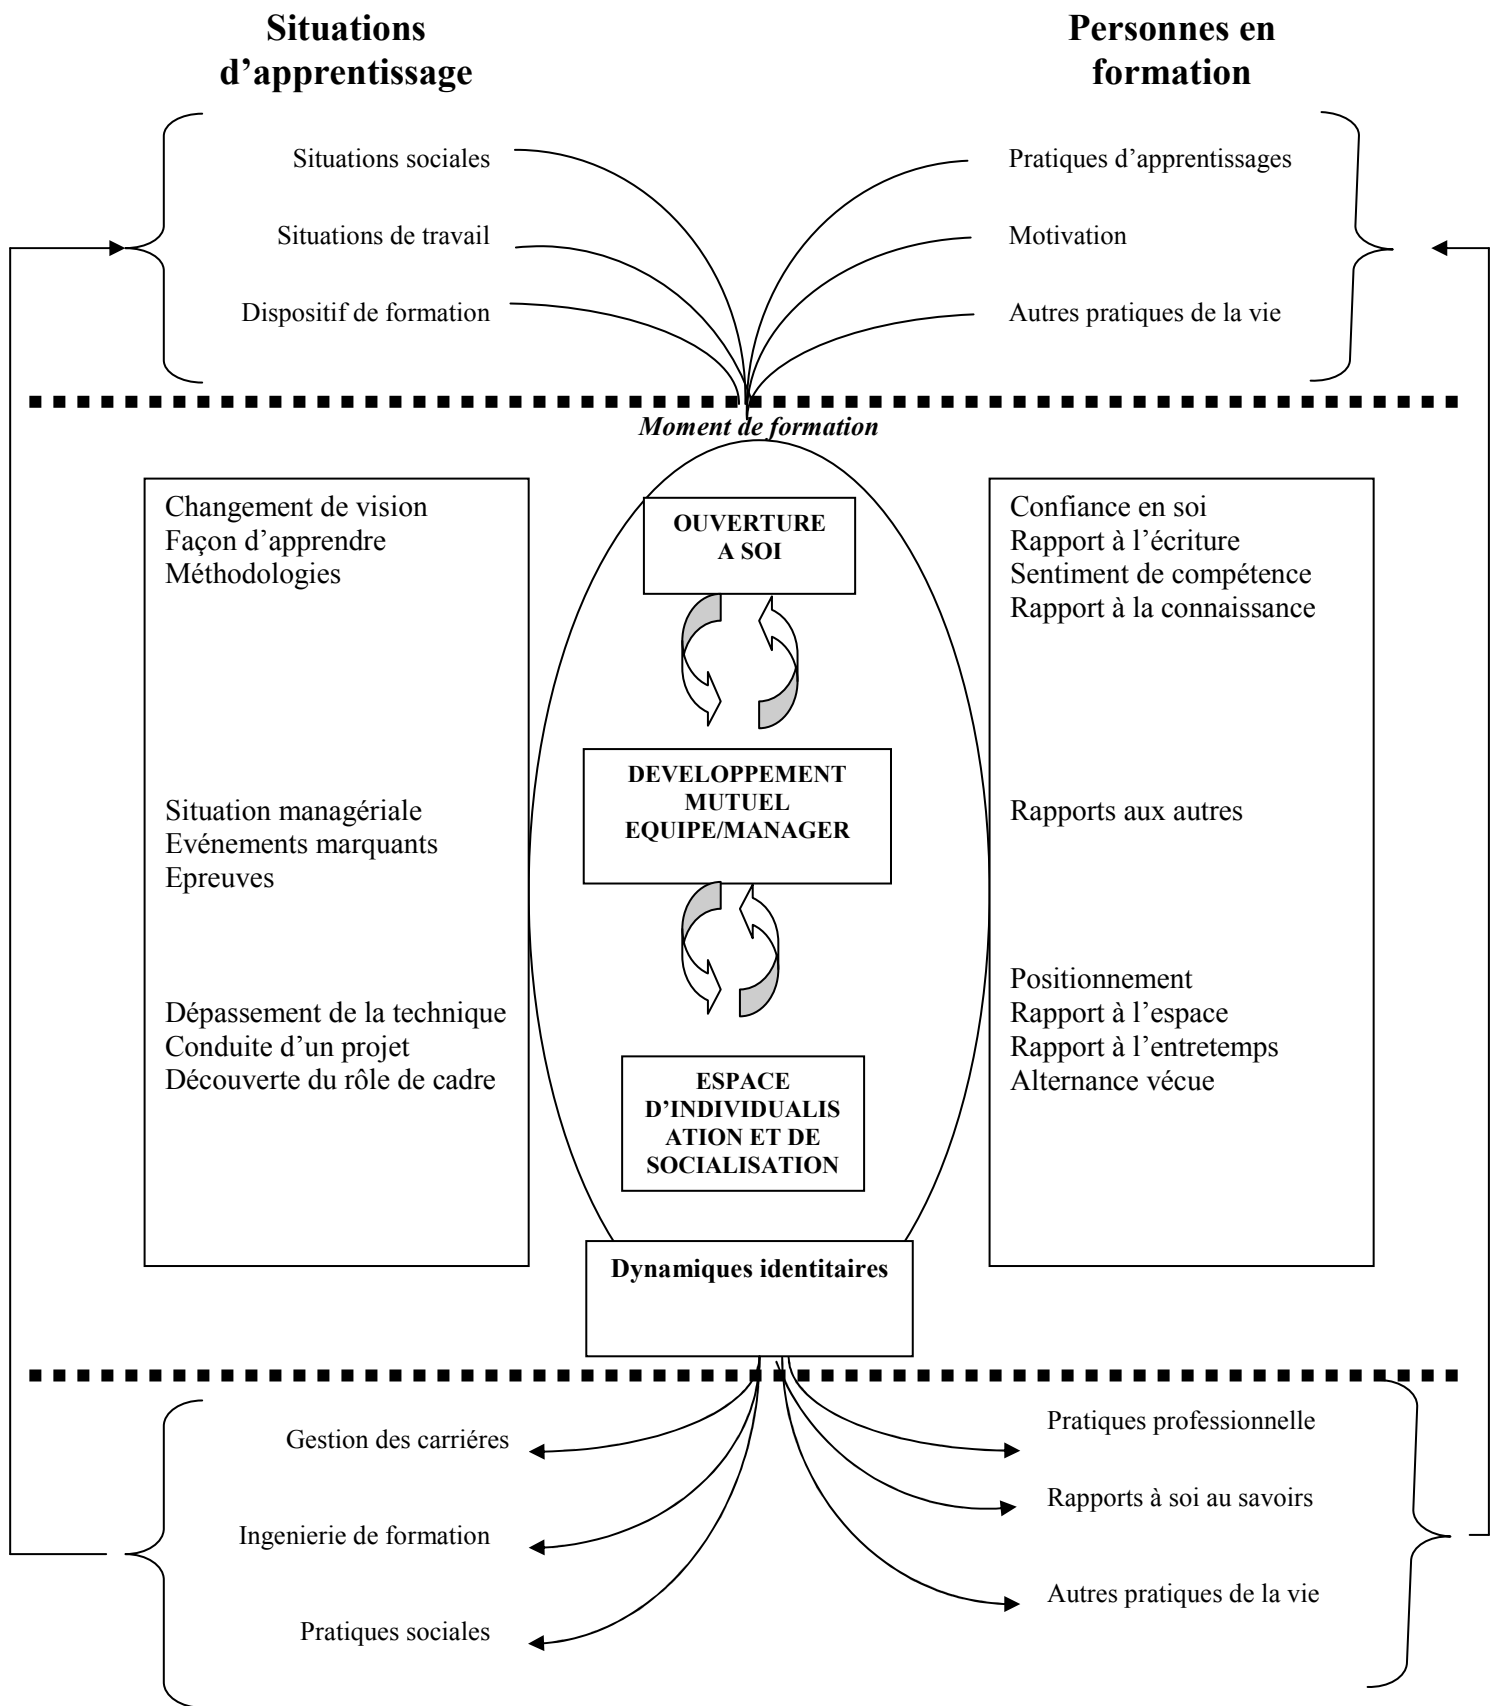 Situations
d’apprentissage
Personnes en
formation
Situations sociales
Situations de travail
Dispositif de formation
Pratiques d’apprentissages
Motivation
Autres pratiques de la vie
Moment de formation
Changement de vision
Façon d’apprendre
Méthodologies
Situation managériale
Evénements marquants
Epreuves
Dépassement de la technique
Conduite d’un projet
Découverte du rôle de cadre
OUVERTURE
A SOI
DEVELOPPEMENT
MUTUEL
EQUIPE/MANAGER
ESPACE
D’INDIVIDUALIS
ATION ET DE
SOCIALISATION
Dynamiques identitaires
Confiance en soi
Rapport à l’écriture
Sentiment de compétence
Rapport à la connaissance
Rapports aux autres
Positionnement
Rapport à l’espace
Rapport à l’entretemps
Alternance vécue
Gestion des carriéres
Ingenierie de formation
Pratiques sociales
Pratiques professionnelle
Rapports à soi au savoirs
Autres pratiques de la vie